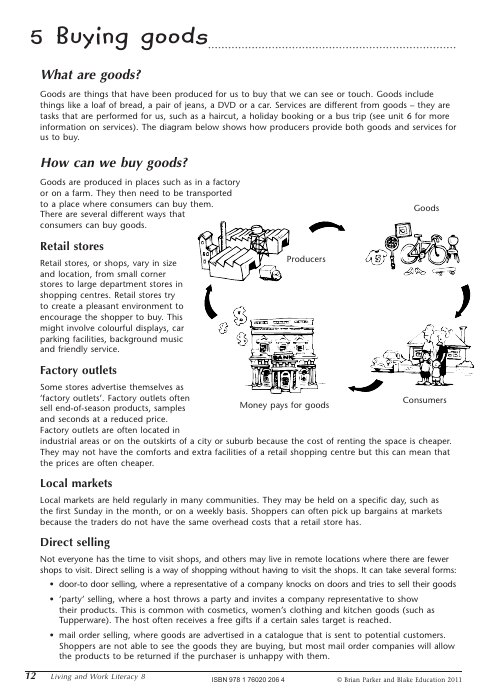 5 Buying goods
What are goods?
Goods are things that have been produced for us to buy that we can see or touch. Goods include
things like a loaf of bread, a pair of jeans, a DVD or a car. Services are different from goods – they are
tasks that are performed for us, such as a haircut, a holiday booking or a bus trip (see unit 6 for more
information on services). The diagram below shows how producers provide both goods and services for
us to buy.
How can we buy goods?
Goods are produced in places such as in a factory
or on a farm. They then need to be transported
to a place where consumers can buy them.
There are several different ways that
consumers can buy goods.
Goods
Producers
BANK
Money pays for goods
Consumers
Retail stores
Retail stores, or shops, vary in size
and location, from small corner
stores to large department stores in
shopping centres. Retail stores try
to create a pleasant environment to
encourage the shopper to buy. This
might involve colourful displays, car
parking facilities, background music
and friendly service.
Factory outlets
Some stores advertise themselves as
‘factory outlets’. Factory outlets often
sell end-of-season products, samples
and seconds at a reduced price.
Factory outlets are often located in
industrial areas or on the outskirts of a city or suburb because the cost of renting the space is cheaper.
They may not have the comforts and extra facilities of a retail shopping centre but this can mean that
the prices are often cheaper.
Local markets
Local markets are held regularly in many communities. They may be held on a specific day, such as
the first Sunday in the month, or on a weekly basis. Shoppers can often pick up bargains at markets
because the traders do not have the same overhead costs that a retail store has.
Direct selling
Not everyone has the time to visit shops, and others may live in remote locations where there are fewer
shops to visit. Direct selling is a way of shopping without having to visit the shops. It can take several forms:
• door-to door selling, where a representative of a company knocks on doors and tries to sell their goods
• ‘party’ selling, where a host throws a party and invites a company representative to show
their products. This is common with cosmetics, women’s clothing and kitchen goods (such as
Tupperware). The host often receives a free gifts if a certain sales target is reached.
• mail order selling, where goods are advertised in a catalogue that is sent to potential customers.
Shoppers are not able to see the goods they are buying, but most mail order companies will allow
the products to be returned if the purchaser is unhappy with them.
12 Living and Work Literacy 8 ISBN 978 1 76020 206 4 © Brian Parker and Blake Education 2011